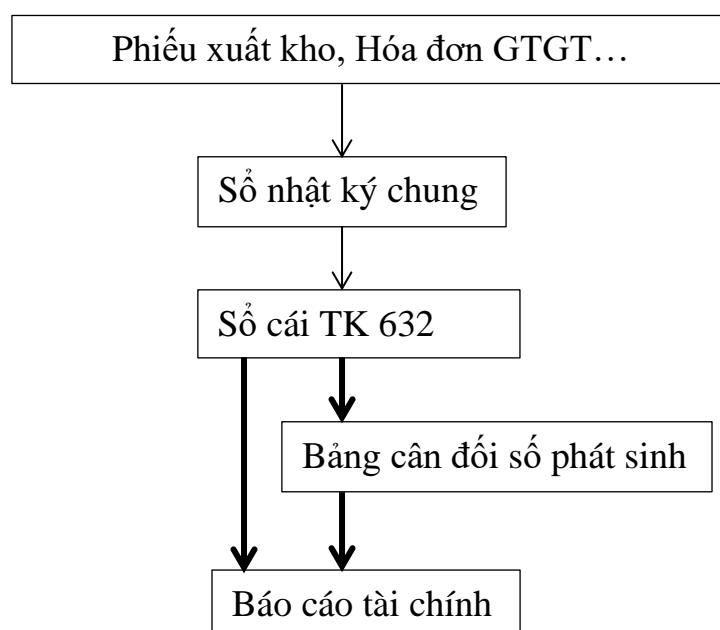 Phiếu xuất kho, Hóa đơn GTGT…
Sổ nhật ký chung
Sổ cái TK 632
Bảng cân đối số phát sinh
Báo cáo tài chính